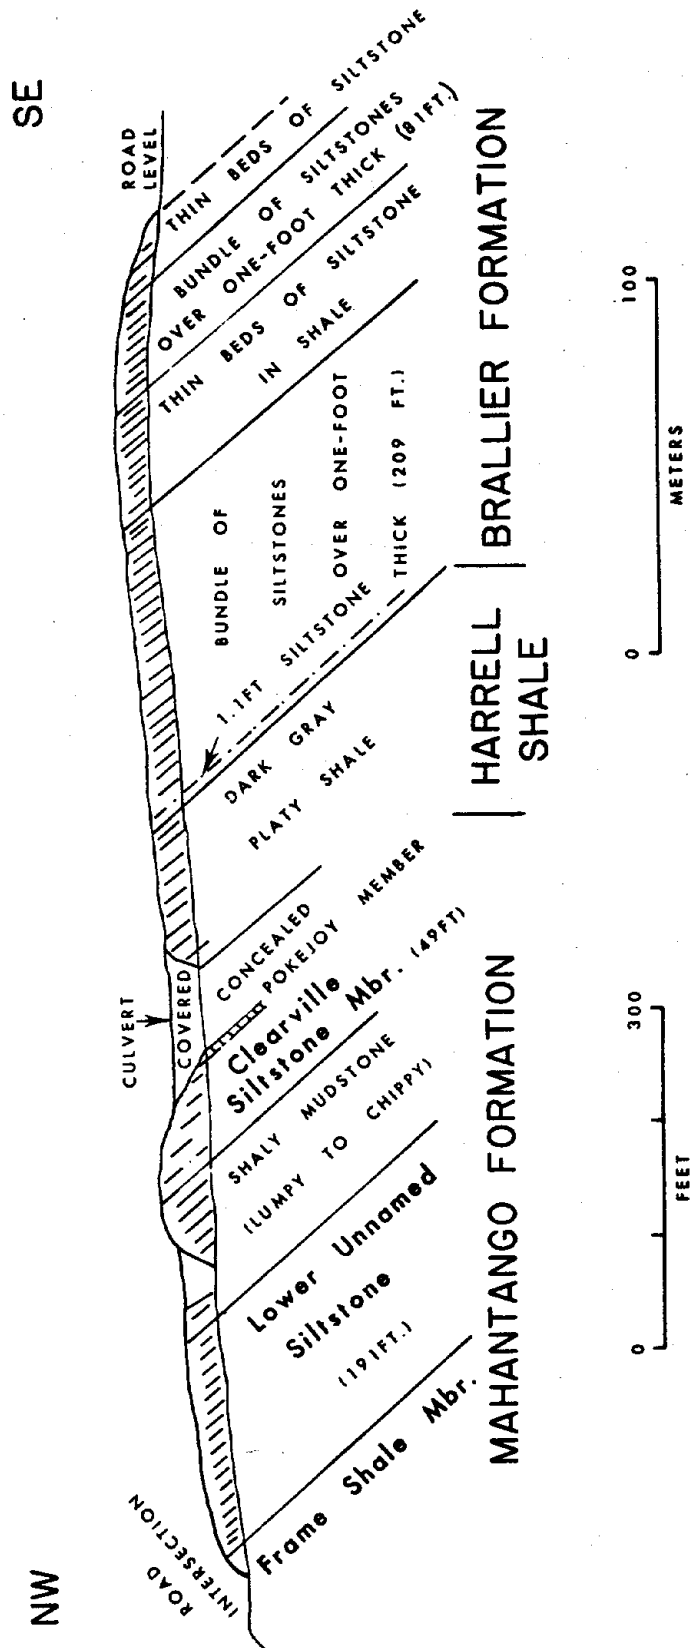 NW
SE
ROAD
INTERSECTION
CULVERT
COVERED
ROAD
LEVEL
Frame Shale Mbr.
Lower Unnamed
Siltstone
(191FT.)
SHALY MUDSTONE
(LUMPY TO CHIPPY)
Clearville
Siltstone Mbr. (49FT)
POKEJOY MEMBER
CONCEALED
DARK GRAY
PLATY SHALE
1.1FT SILTSTONE
BUNDLE OF
SILTSTONES
OVER ONE-FOOT
THICK (209 FT.)
THIN BEDS OF SILTSTONE
IN SHALE
BUNDLE OF SILTSTONES
OVER ONE-FOOT THICK (81FT.)
THIN BEDS OF SILTSTONE
MAHANTANGO FORMATION
HARRELL
SHALE
BRALLIER FORMATION
0 300
FEET
0 100
METERS